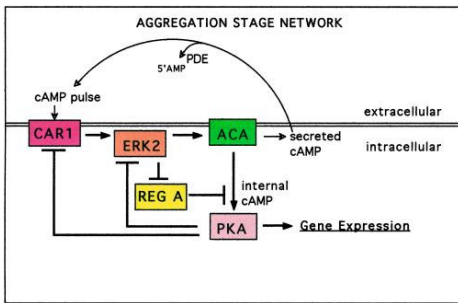 AGGREGATION STAGE NETWORK
PDE
5'AMP
cAMP pulse
extracellular
CAR1
ERK2
ACA
secreted
cAMP
intracellular
REG A
internal
cAMP
PKA
Gene Expression